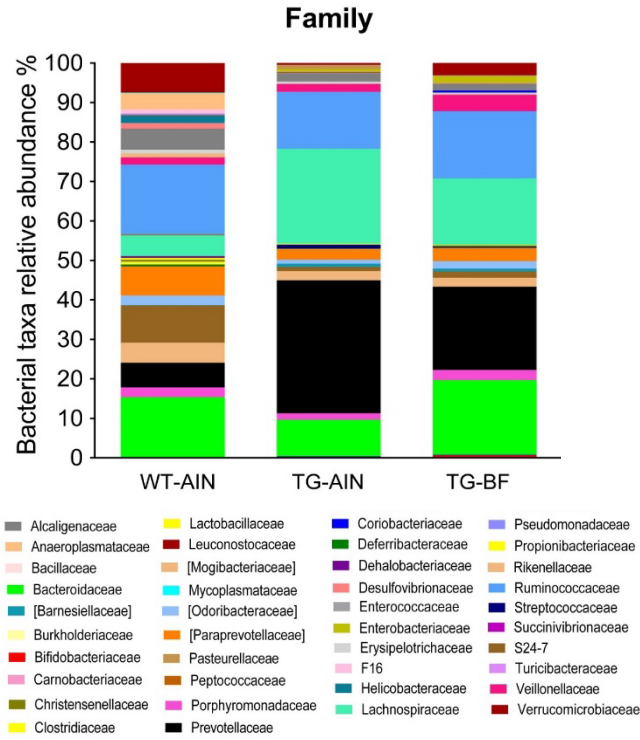 Family
Bacterial taxa relative abundance %
100
90
80
70
60
50
40
30
20
10
0
WT-AIN TG-AIN TG-BF
Alcaligenaceae
Anaeroplasmataceae
Bacillaceae
Bacteroidaceae
[Barnesiellaceae]
Burkholderiaceae
Bifidobacteriaceae
Carnobacteriaceae
Christensenellaceae
Clostridiaceae
Lactobacillaceae
Leuconostocaceae
[Mogibacteriaceae]
Mycoplasmataceae
[Odoribacteraceae]
[Paraprevotellaceae]
Pasteurellaceae
Peptococcaceae
Porphyromonadaceae
Prevotellaceae
Coriobacteriaceae
Deferribacteraceae
Dehalobacteriaceae
Desulfovibrionaceae
Enterococcaceae
Enterobacteriaceae
Erysipelotrichaceae
F16
Helicobacteraceae
Lachnospiraceae
Pseudomonadaceae
Propionibacteriaceae
Rikenellaceae
Ruminococcaceae
Streptococcaceae
Succinivibrionaceae
S24-7
Turicibacteraceae
Veillonellaceae
Verrucomicrobiaceae